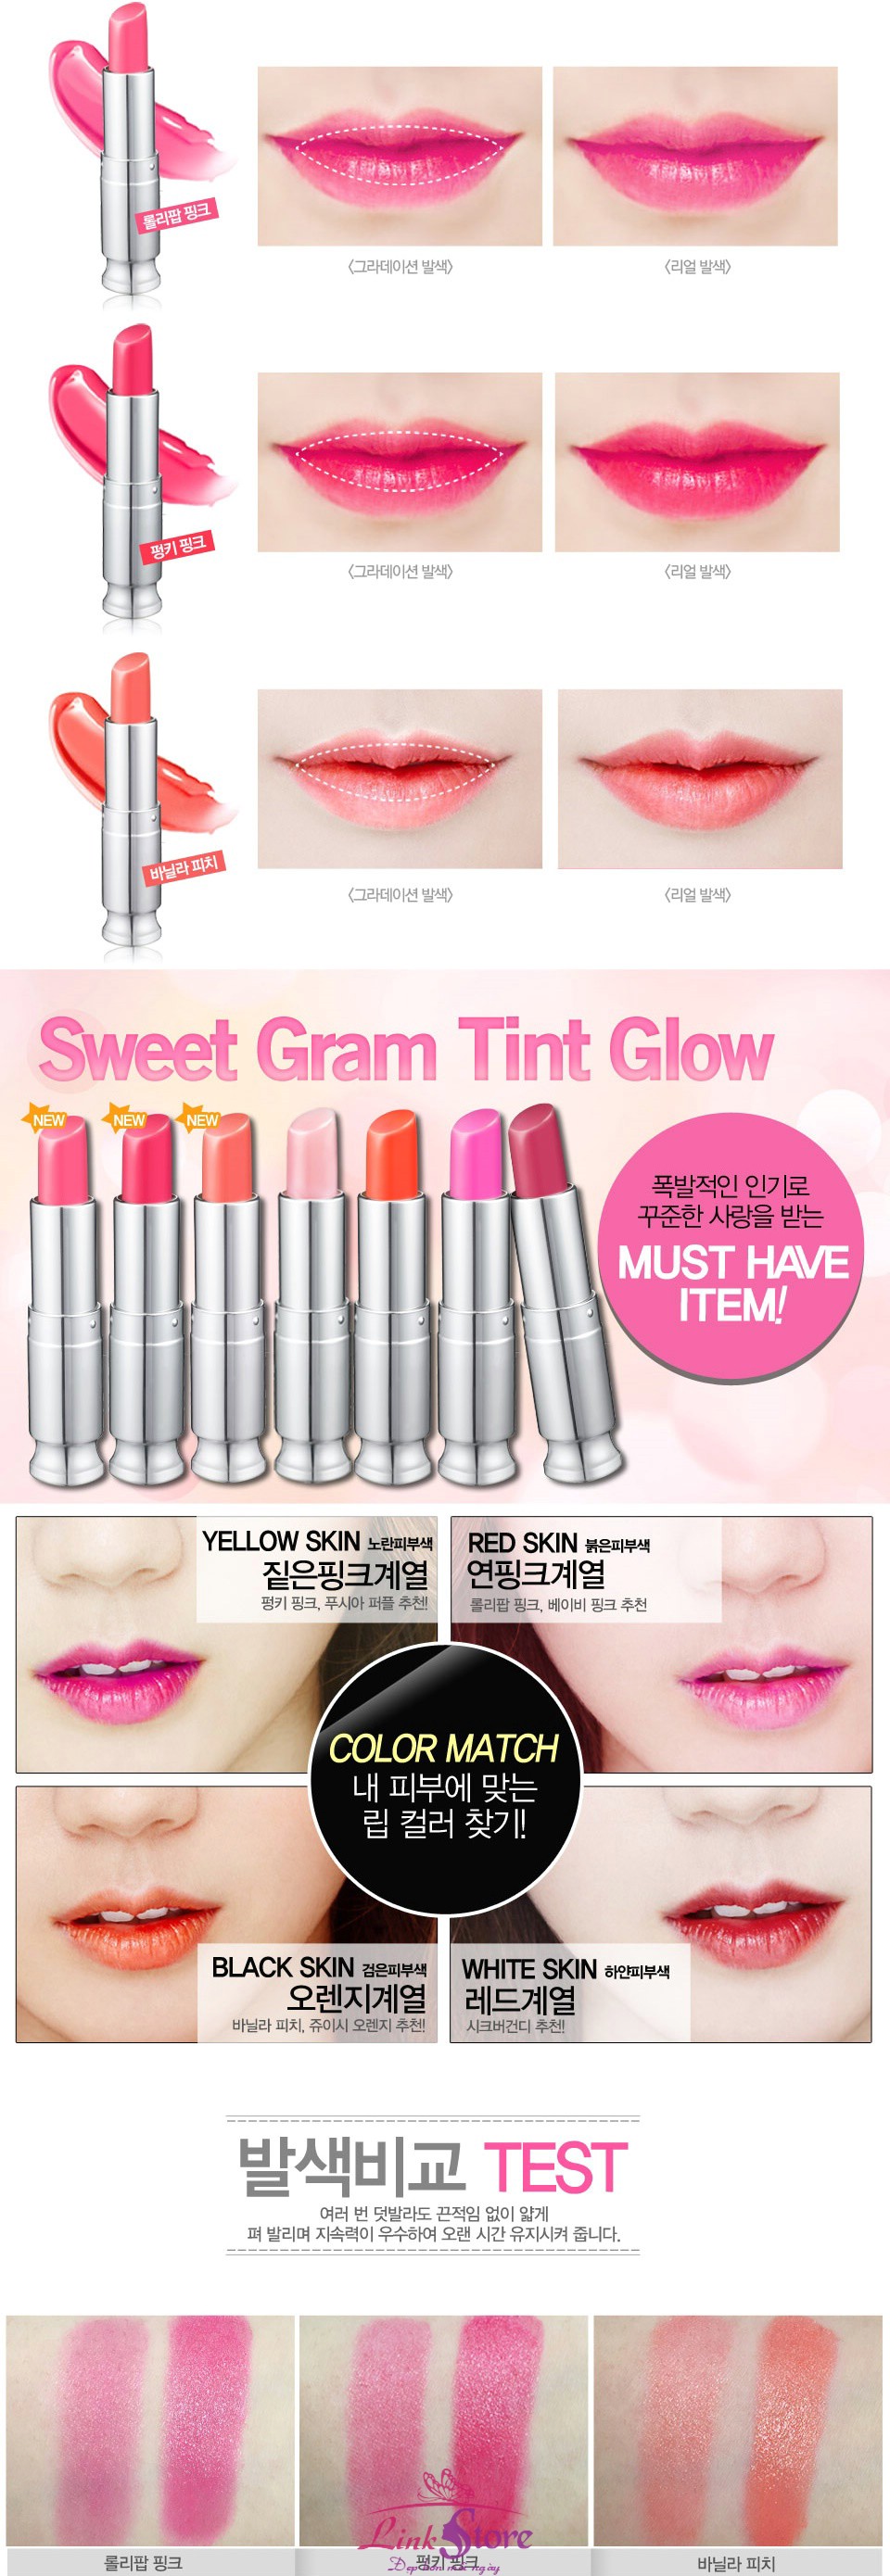 롤리팝 핑크
〈그라데이션 발색〉
〈리얼 발색〉
펑키 핑크
〈그라데이션 발색〉
〈리얼 발색〉
바닐라 피치
〈그라데이션 발색〉
〈리얼 발색〉
Sweet Gram Tint Glow
NEW
NEW
NEW
폭발적인 인기로
꾸준한 사랑을 받는
MUST HAVE
ITEM!
YELLOW SKIN 노란피부색
짙은핑크계열
펑키 핑크, 푸시아 퍼플 추천!
RED SKIN 붉은피부색
연핑크계열
롤리팝 핑크, 베이비 핑크 추천
COLOR MATCH
내 피부에 맞는
립 컬러 찾기!
BLACK SKIN 검은피부색
오렌지계열
바닐라 피치, 쥬이시 오렌지 추천!
WHITE SKIN 하얀피부색
레드계열
시크버건디 추천!
발색비교 TEST
여러 번 덧발라도 끈적임 없이 얇게
펴 발리며 지속력이 우수하여 오랜 시간 유지시켜 줍니다.
Link Store
Đẹp hơn mỗi ngày
롤리팝 핑크
펑키 핑크
바닐라 피치